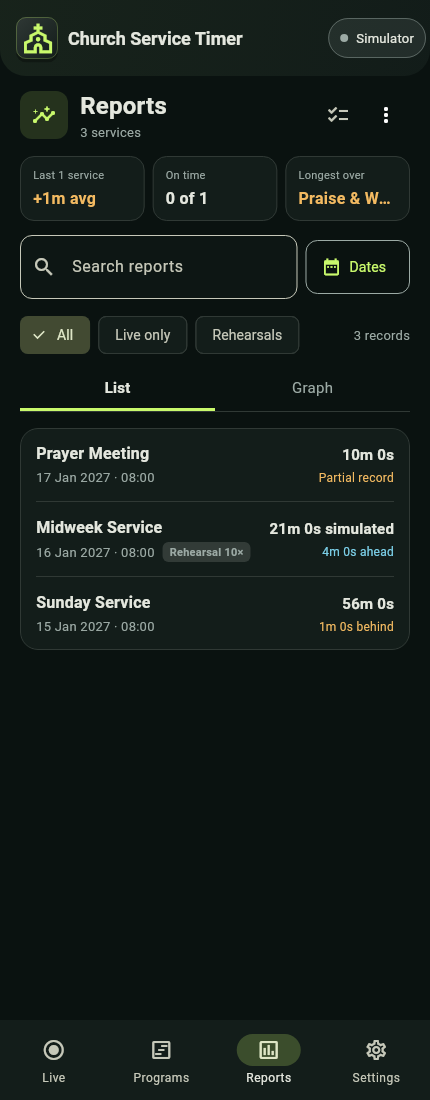 Church Service Timer
Simulator
Reports
3 services
Last 1 service
+1m avg
On time
0 of 1
Longest over
Praise & W...
Search reports
Dates
All
Live only
Rehearsals
3 records
List
Graph
Prayer Meeting
10m 0s
17 Jan 2027 · 08:00
Partial record
Midweek Service
21m 0s simulated
16 Jan 2027 · 08:00
Rehearsal 10×
4m 0s ahead
Sunday Service
56m 0s
15 Jan 2027 · 08:00
1m 0s behind
Live
Programs
Reports
Settings